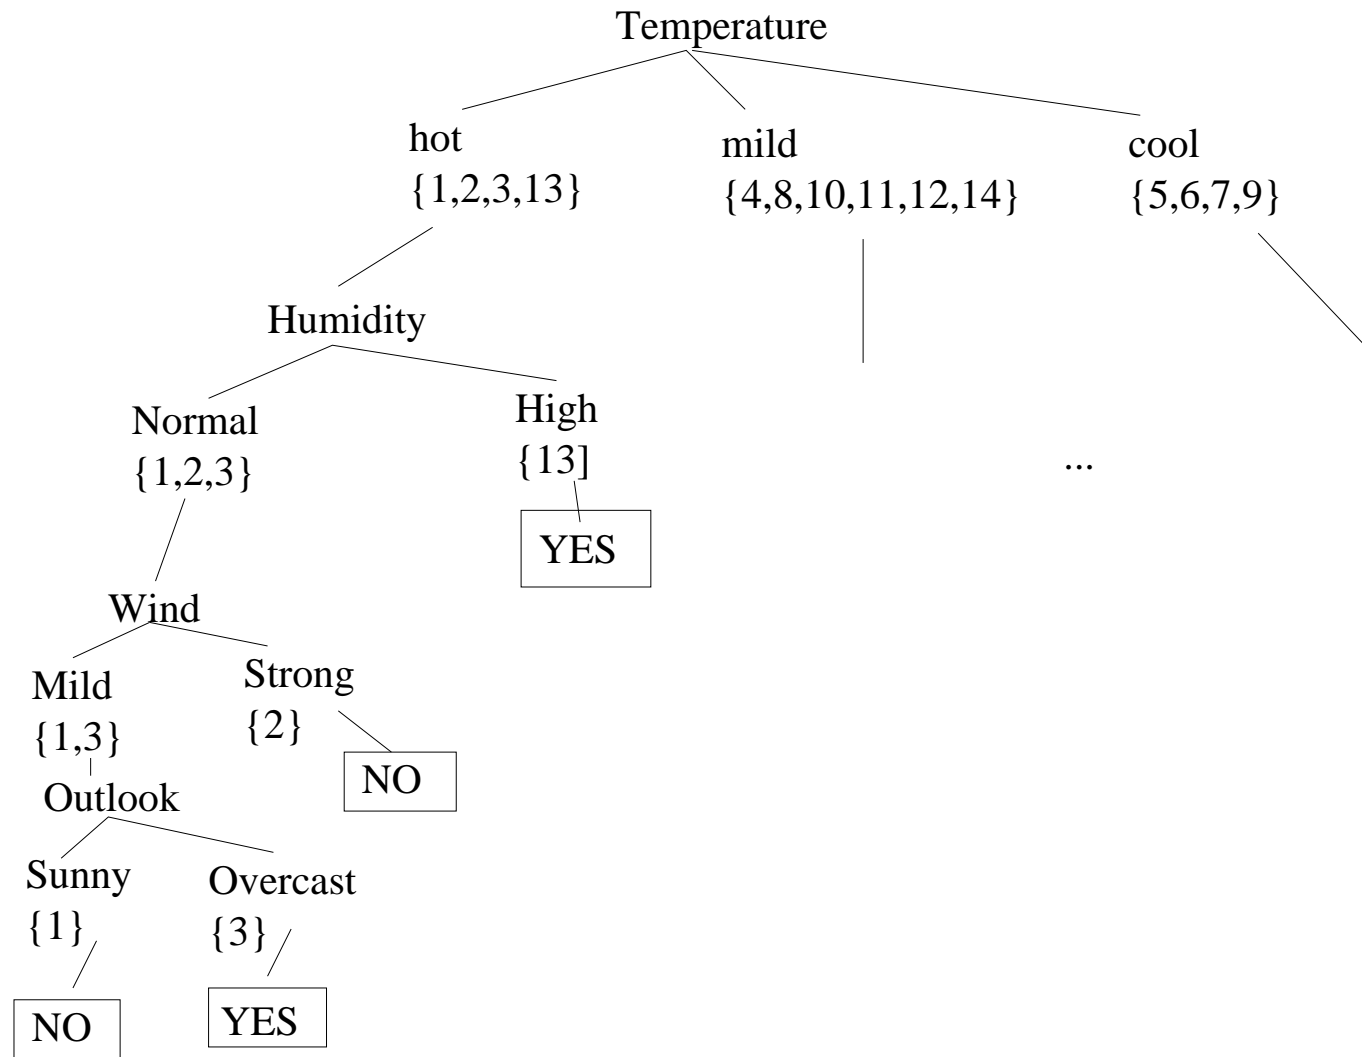 Temperature
hot
{1,2,3,13}
mild
{4,8,10,11,12,14}
cool
{5,6,7,9}
Humidity
Normal
{1,2,3}
High
{13]
YES
...
Wind
Mild
{1,3}
Strong
{2}
NO
Outlook
Sunny
{1}
Overcast
{3}
NO
YES